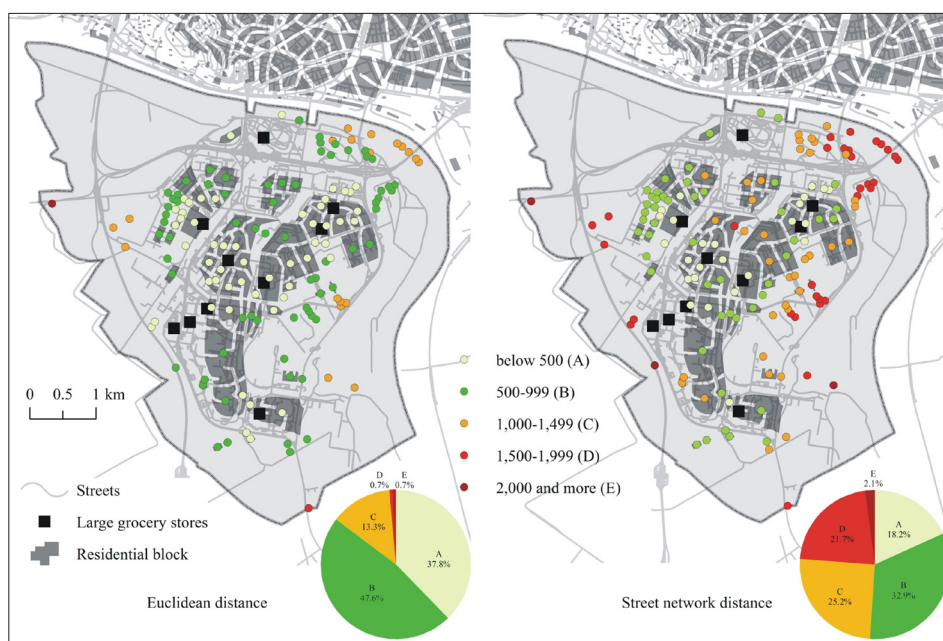 below 500 (A)
500-999 (B)
1,000-1,499 (C)
1,500-1,999 (D)
2,000 and more (E)
0 0.5 1 km
Streets
Large grocery stores
Residential block
Euclidean distance
D
0.7%
E
0.7%
C
13.3%
A
37.8%
B
47.6%
Street network distance
E
2.1%
A
18.2%
D
21.7%
C
25.2%
B
32.9%